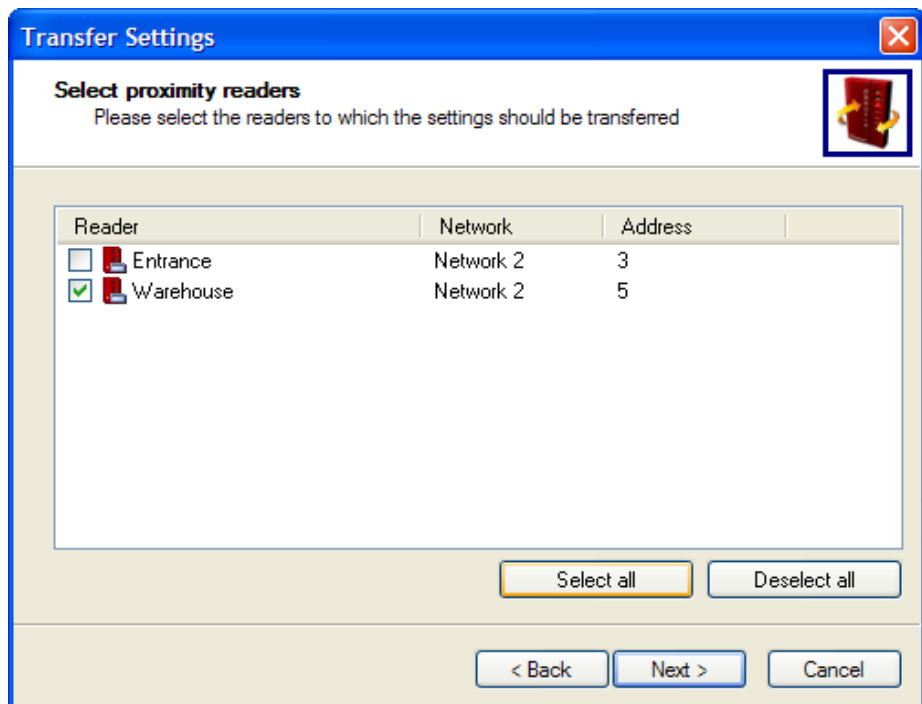 Transfer Settings
Select proximity readers
Please select the readers to which the settings should be transferred
Reader Network Address
Entrance Network 2 3
Warehouse Network 2 5
Select all Deselect all
< Back Next > Cancel